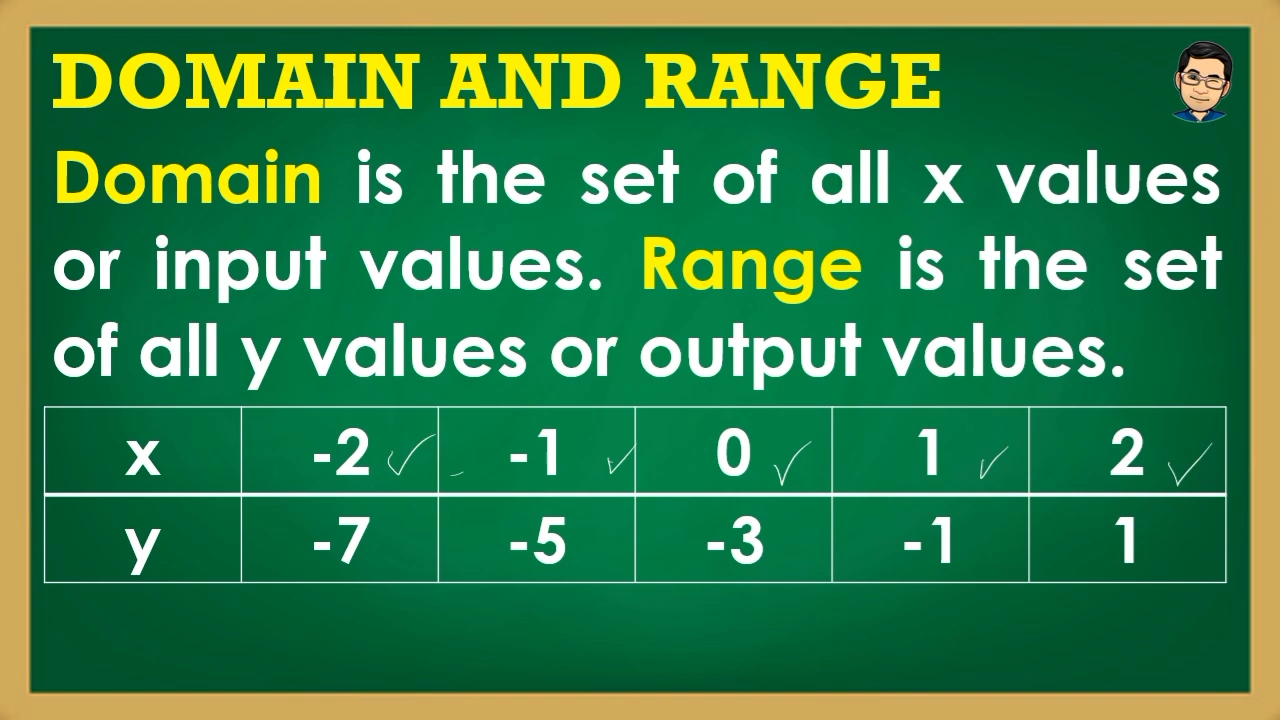 DOMAIN AND RANGE
Domain is the set of all x values
or input values. Range is the set
of all y values or output values.
x -2 ✓ -1 ✓ 0 ✓ 1 ✓ 2 ✓
y -7 -5 -3 -1 1